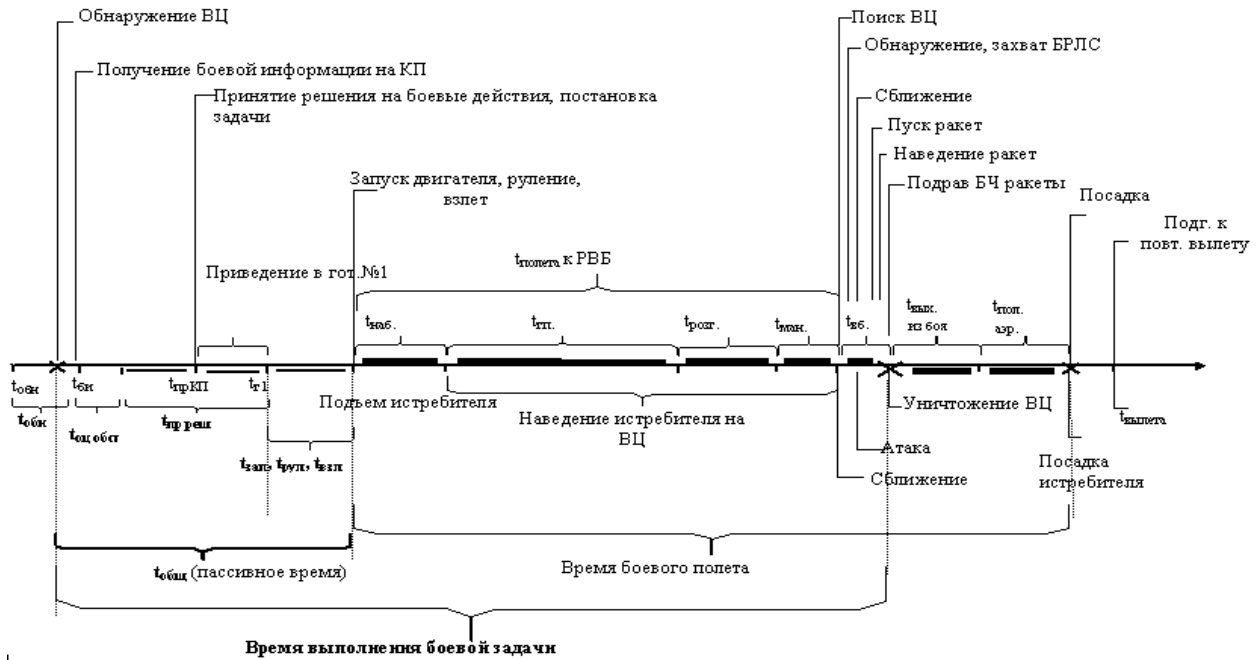 Обнаружение ВЦ
Поиск ВЦ
Обнаружение, захват БРЛС
Получение боевой информации на КП
Принятие решения на боевые действия, постановка
задачи
Сближение
Пуск ракет
Наведение ракет
Запуск двигателя, руление,
взлет
Подрав БЧ ракеты
Посадка
Подг. к
повт. вылету
Приведение в гот.№1
tполета к РВБ
tнаб.
tгп.
tрозг.
tман.
tвб.
tвых.
из боя
tпол.
аэр.
tобн
tбн
tпрКП
tг1
Подъем истребителя
Наведение истребителя на
ВЦ
Уничтожение ВЦ
tвылета
tобн
tоц обст
tпр реш
tзап, tрул, tвзл
Атака
Сближение
Посадка
истребителя
tобщ (пассивное время)
Время боевого полета
Время выполнения боевой задачи